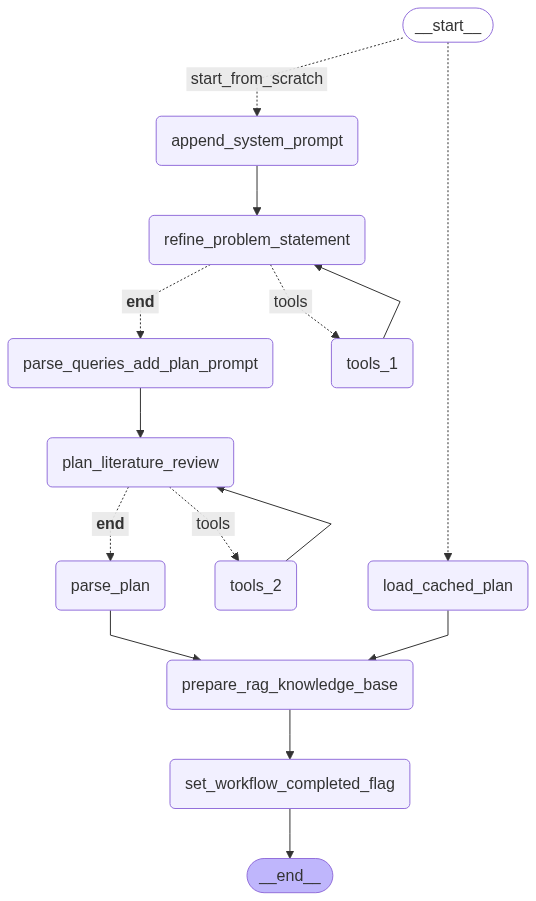 __start__
start_from_scratch
append_system_prompt
refine_problem_statement
end
tools
parse_queries_add_plan_prompt
tools_1
plan_literature_review
end
tools
parse_plan
tools_2
load_cached_plan
prepare_rag_knowledge_base
set_workflow_completed_flag
__end__